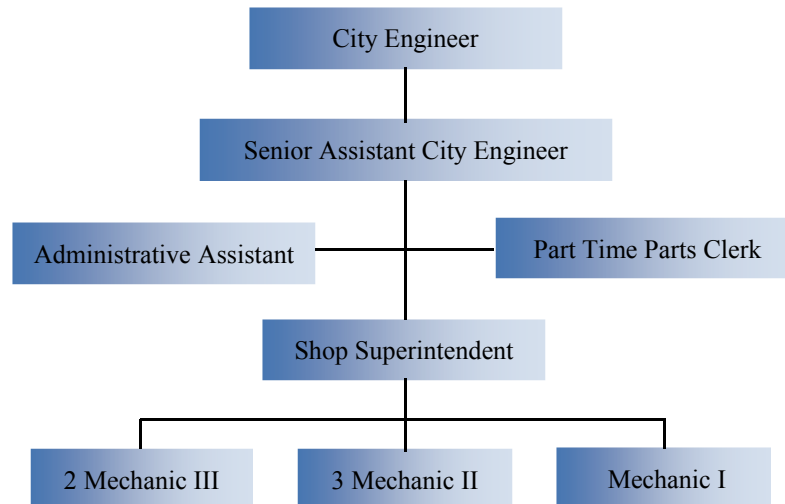 City Engineer
Senior Assistant City Engineer
Administrative Assistant
Part Time Parts Clerk
Shop Superintendent
2 Mechanic III
3 Mechanic II
Mechanic I